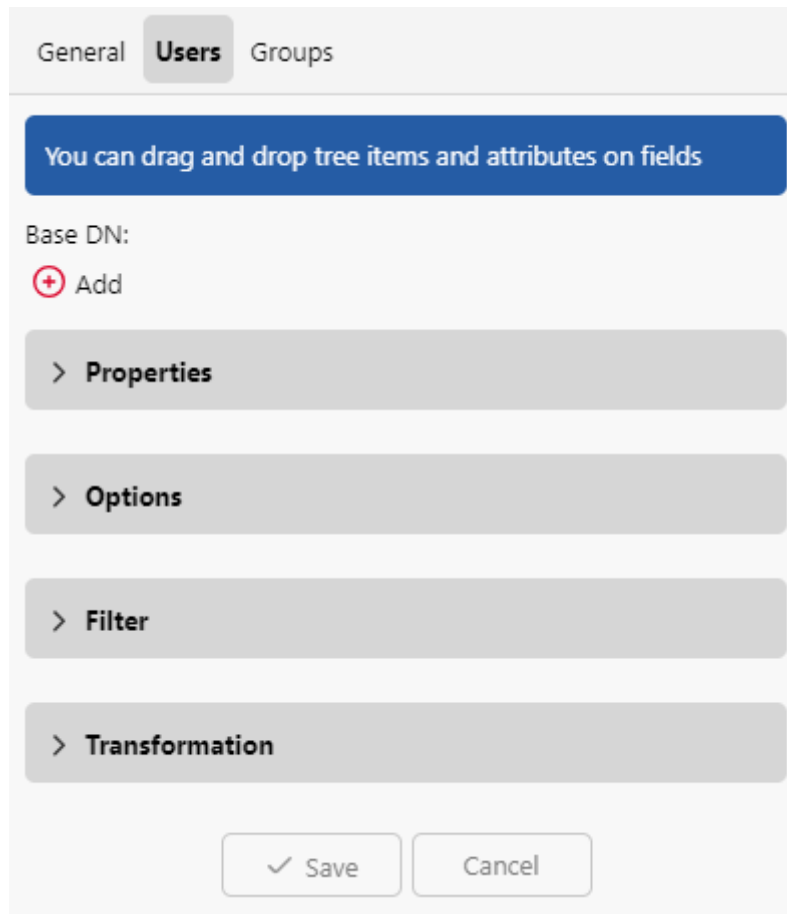 General Users Groups
You can drag and drop tree items and attributes on fields
Base DN:
Add
Properties
Options
Filter
Transformation
Save Cancel